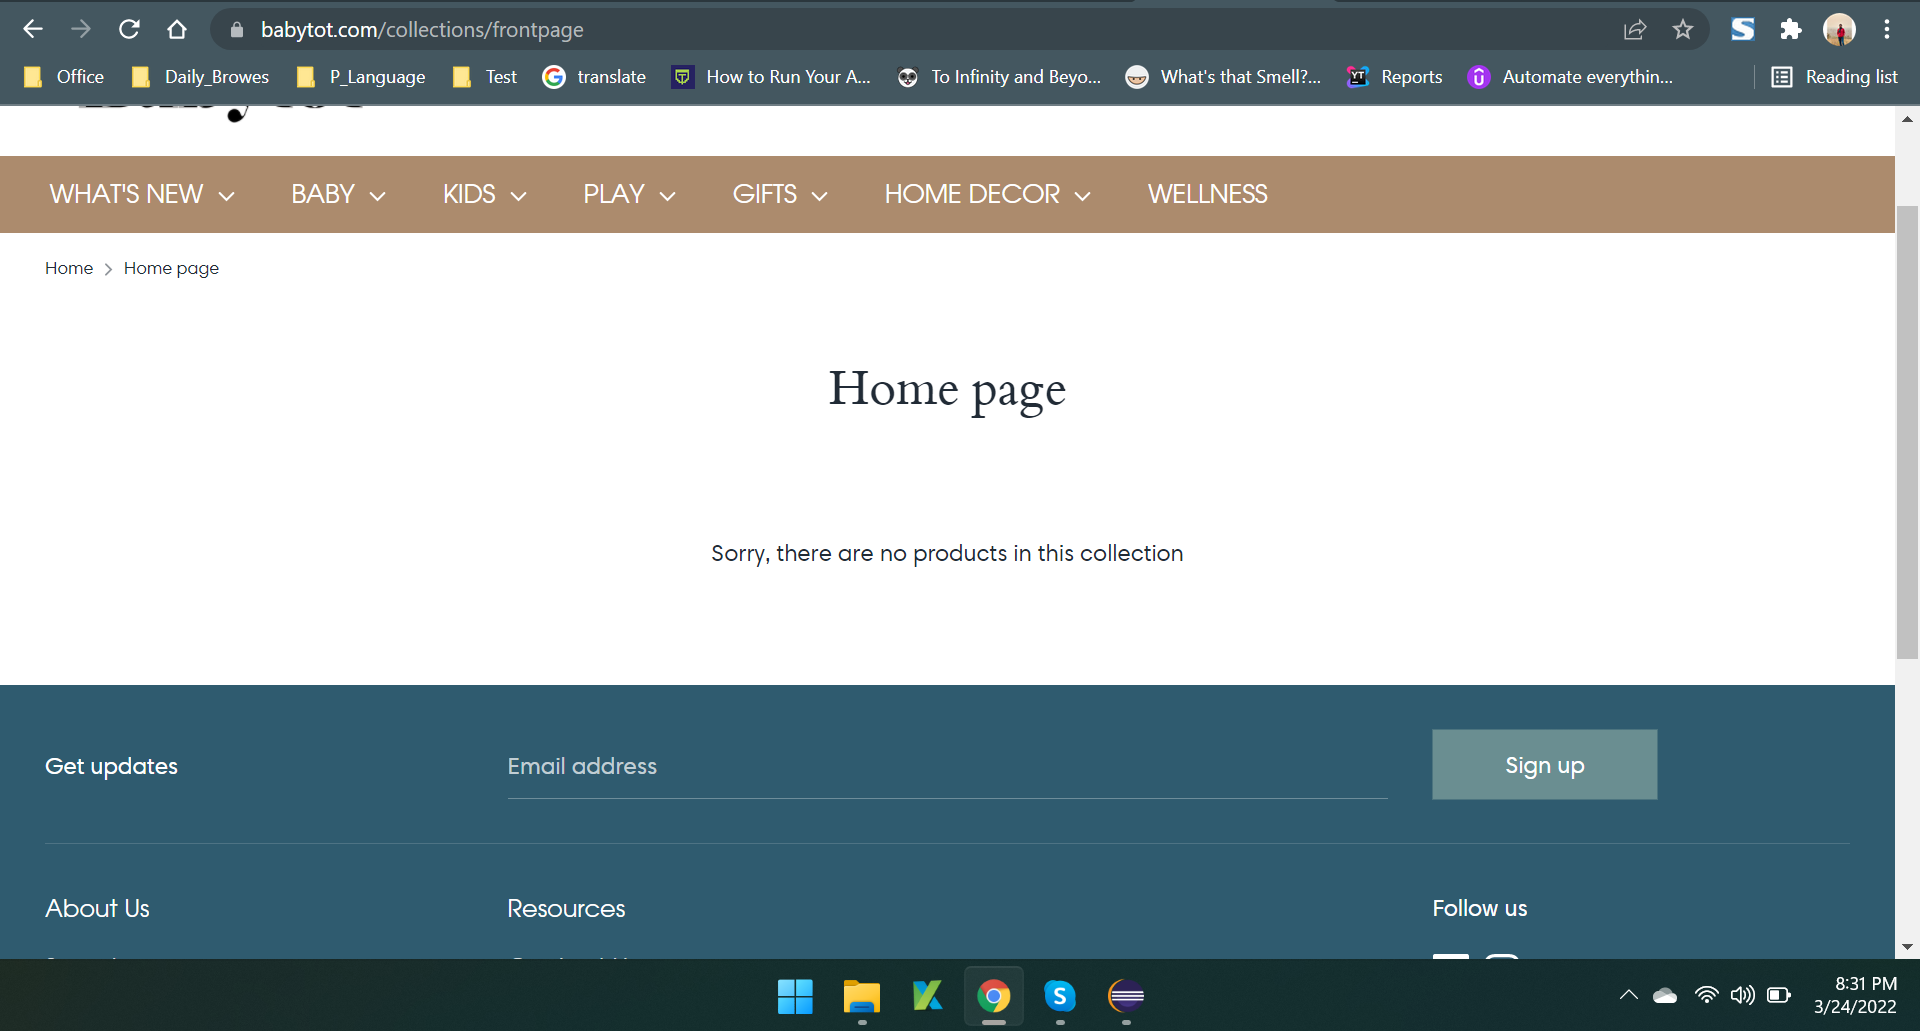 babytot.com/collections/frontpage
Office Daily_Browes P_Language Test translate How to Run Your A... To Infinity and Beyo... What's that Smell?... Reports Automate everythin... Reading list
WHAT'S NEW BABY KIDS PLAY GIFTS HOME DECOR WELLNESS
Home > Home page
Home page
Sorry, there are no products in this collection
Get updates Email address Sign up
About Us Resources Follow us
8:31 PM
3/24/2022